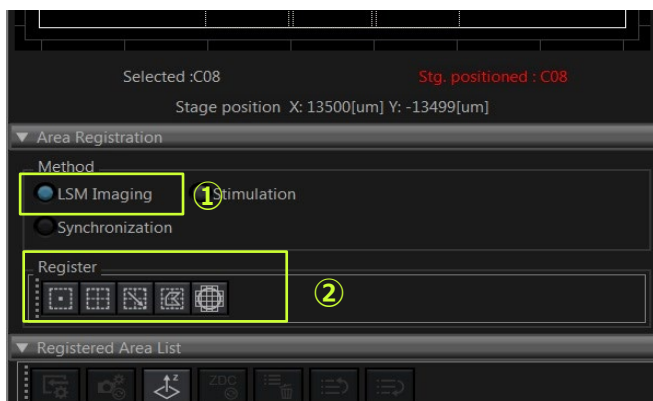 Selected :C08 Stg. positioned : C08
Stage position X: 13500[um] Y: -13499[um]
Area Registration
Method
LSM Imaging ① Stimulation
Synchronization
Register
②
Registered Area List
Z
ZDC